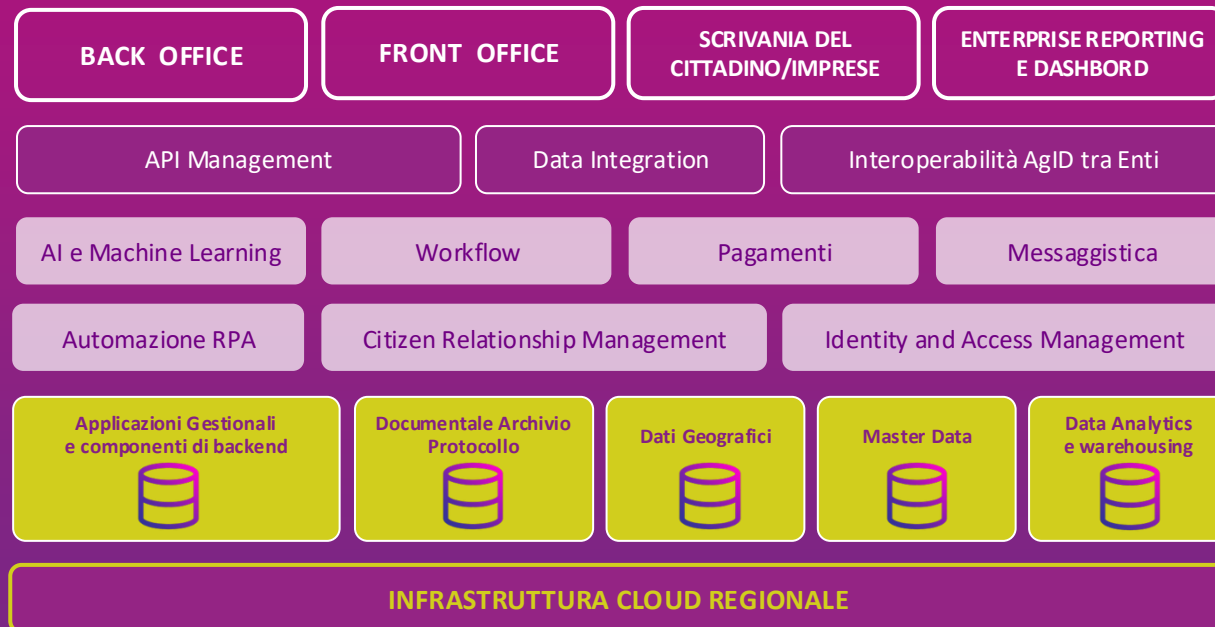 BACK OFFICE
FRONT OFFICE
SCRIVANIA DEL
CITTADINO/IMPRESE
ENTERPRISE REPORTING
E DASHBORD
API Management
Data Integration
Interoperabilità AgID tra Enti
AI e Machine Learning
Workflow
Pagamenti
Messaggistica
Automazione RPA
Citizen Relationship Management
Identity and Access Management
Applicazioni Gestionali
e componenti di backend
Documentale Archivio
Protocollo
Dati Geografici
Master Data
Data Analytics
e warehousing
INFRASTRUTTURA CLOUD REGIONALE